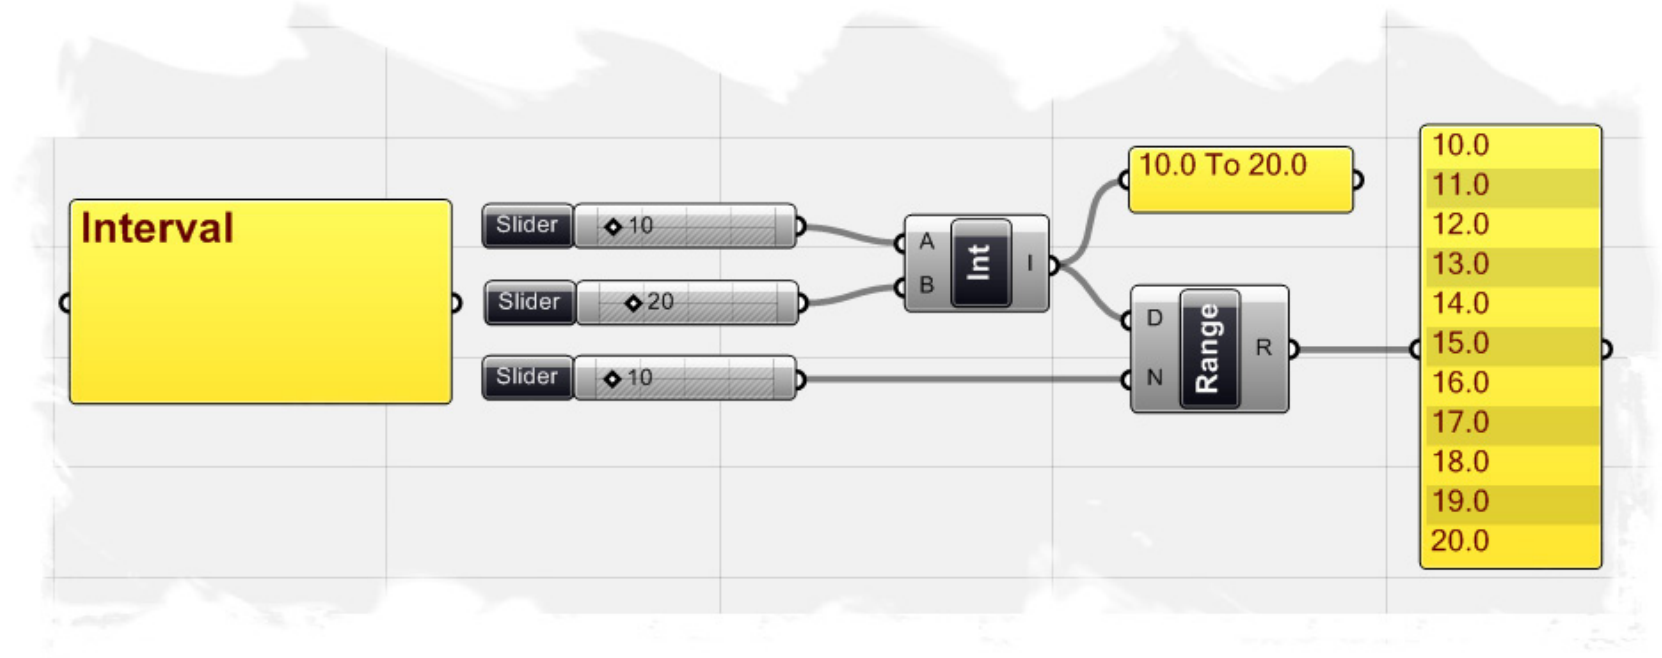 Interval
Slider 10
Slider 20
Slider 10
A
B
Int
I
10.0 To 20.0
D
N
Range
R
10.0
11.0
12.0
13.0
14.0
15.0
16.0
17.0
18.0
19.0
20.0